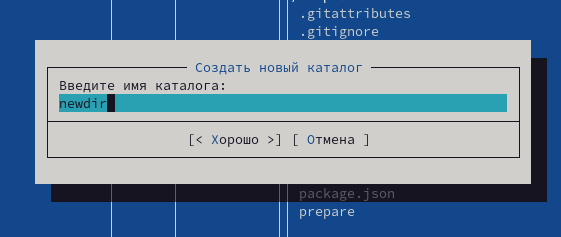 .gitattributes
.gitignore
Создать новый каталог
Введите имя каталога:
newdir
[< Хорошо >] [ Отмена ]
package.json
prepare